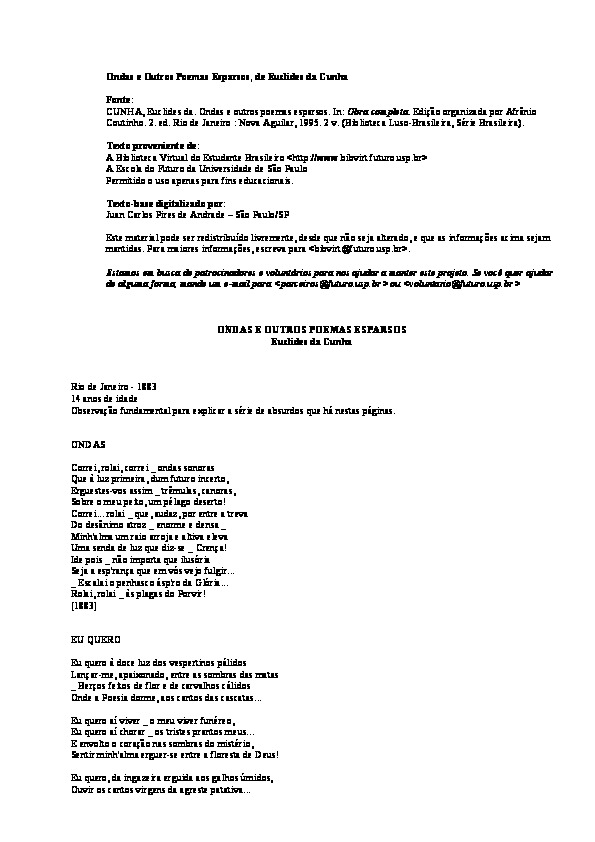 Ondas e Outros Poemas Esparsos, de Euclides da Cunha
Fonte:
CUNHA, Euclides da. Ondas e outros poemas esparsos. In: Obra completa. Edição organizada por Afrânio
Coutinho. 2. ed. Rio de Janeiro : Nova Aguilar, 1995. 2 v. (Biblioteca Luso-Brasileira, Série Brasileira).
Texto proveniente de:
A Biblioteca Virtual do Estudante Brasileiro <http://www.bibvirt.futuro.usp.br>
A Escola do Futuro da Universidade de São Paulo
Permitido o uso apenas para fins educacionais.
Texto-base digitalizado por:
Juan Carlos Pires de Andrade – São Paulo/SP
Este material pode ser redistribuído livremente, desde que não seja alterado, e que as informações acima sejam
mantidas. Para maiores informações, escreva para <bibvirt@futuro.usp.br>.
Estamos em busca de patrocinadores e voluntários para nos ajudar a manter este projeto. Se você quer ajudar
de alguma forma, mande um e-mail para <parceiros@futuro.usp.br> ou <voluntario@futuro.usp.br>
ONDAS E OUTROS POEMAS ESPARSOS
Euclides da Cunha
Rio de Janeiro - 1883
14 anos de idade
Observação fundamental para explicar a série de absurdos que há nestas páginas.
ONDAS
Correi, rolai, correi _ ondas sonoras
Que à luz primeira, dum futuro incerto,
Erguestes-vos assim _ trêmulas, canoras,
Sobre o meu peito, um pélago deserto!
Correi... rolai _ que, audaz, por entre a treva
Do desânimo atroz _ enorme e densa _
Minh'alma um raio arroja e altiva eleva
Uma senda de luz que diz-se _ Crença!
Ide pois _ não importa que ilusória
Seja a esp'rança que em vós vejo fulgir...
_ Escalai o penhasco ásp'ro da Glória...
Rolai, rolai _ às plagas do Porvir!
[1883]
EU QUERO
Eu quero à doce luz dos vespertinos pálidos
Lançar-me, apaixonado, entre as sombras das matas
_ Berços feitos de flor e de carvalhos cálidos
Onde a Poesia dorme, aos cantos das cascatas...
Eu quero aí viver _ o meu viver funéreo,
Eu quero aí chorar _ os tristes prantos meus...
E envolto o coração nas sombras do mistério,
Sentir minh'alma erguer-se entre a floresta de Deus!
Eu quero, da ingazeira erguida aos galhos úmidos,
Ouvir os cantos virgens da agreste patativa...